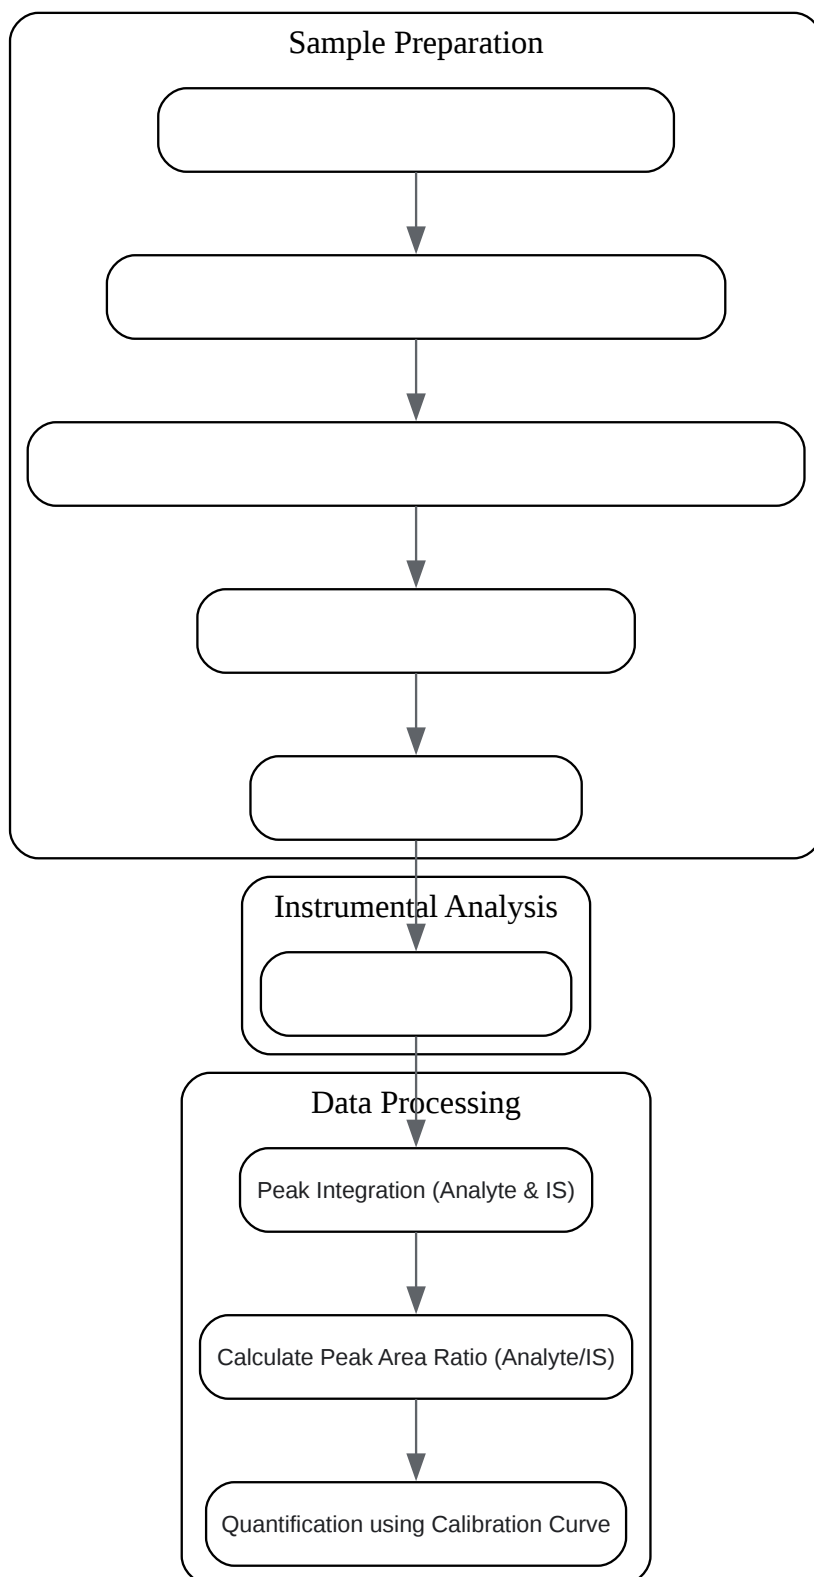 Sample Preparation
Instrumental Analysis
Data Processing
Peak Integration (Analyte & IS)
Calculate Peak Area Ratio (Analyte/IS)
Quantification using Calibration Curve